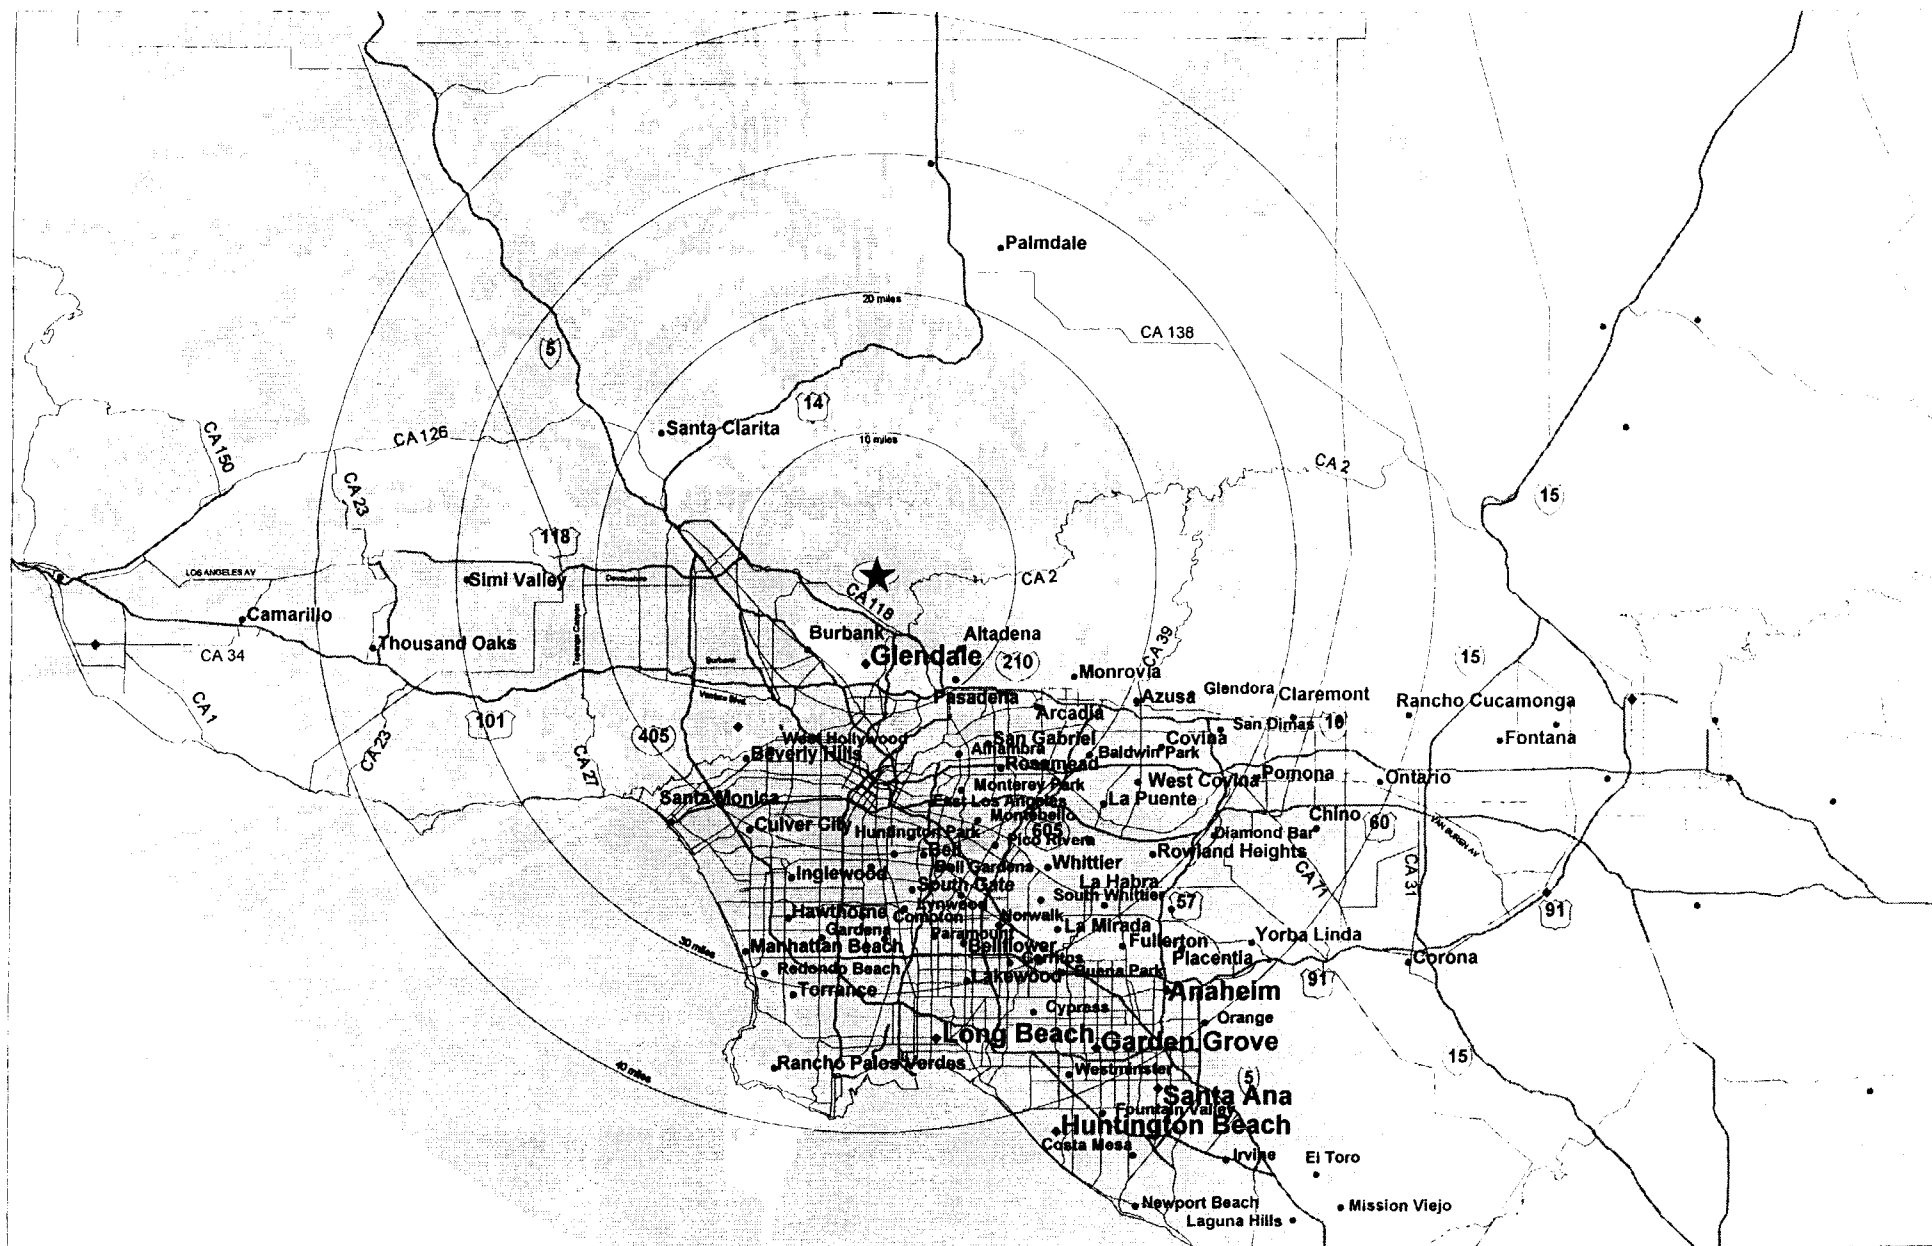 Palmdale
20 miles
CA 138
5
14
Santa Clarita
CA 126
CA 150
10 miles
CA 2
CA 23
15
118
LOS ANGELES AV
Simi Valley
Devonshire
CA 2
CA 118
Camarillo
Burbank
Altadena
CA 39
Thousand Oaks
Topanga Canyon
CA 34
Glendale
210
15
Burbank
Monrovia
Ventura Blvd.
Pasadena
Azusa
Glendora
Claremont
Rancho Cucamonga
CA 1
101
Arcadia
San Dimas
10
405
West Hollywood
San Gabriel
Covina
Fontana
CA 23
Beverly Hills
Alhambra
Baldwin Park
CA 27
Rosemead
West Covina
Pomona
Ontario
Monterey Park
Santa Monica
East Los Angeles
La Puente
Montebello
Chino
60
VAN BUREN AV
Culver City
Huntington Park
605
Pico Rivera
Diamond Bar
Bell
Rowland Heights
Bell Gardens
Whittier
CA 71
CA 31
Inglewood
South Gate
La Habra
South Whittier
Lynwood
57
91
Hawthorne
Compton
Norwalk
Gardena
Paramount
La Mirada
Yorba Linda
30 miles
Manhattan Beach
Bellflower
Fullerton
Placentia
Corona
Cerritos
Redondo Beach
Lakewood
Buena Park
91
Torrance
Anaheim
Cypress
Orange
Long Beach
Garden Grove
15
Rancho Palos Verdes
40 miles
Westminster
5
Santa Ana
Fountain Valley
Huntington Beach
Costa Mesa
Irvine
El Toro
Newport Beach
Mission Viejo
Laguna Hills